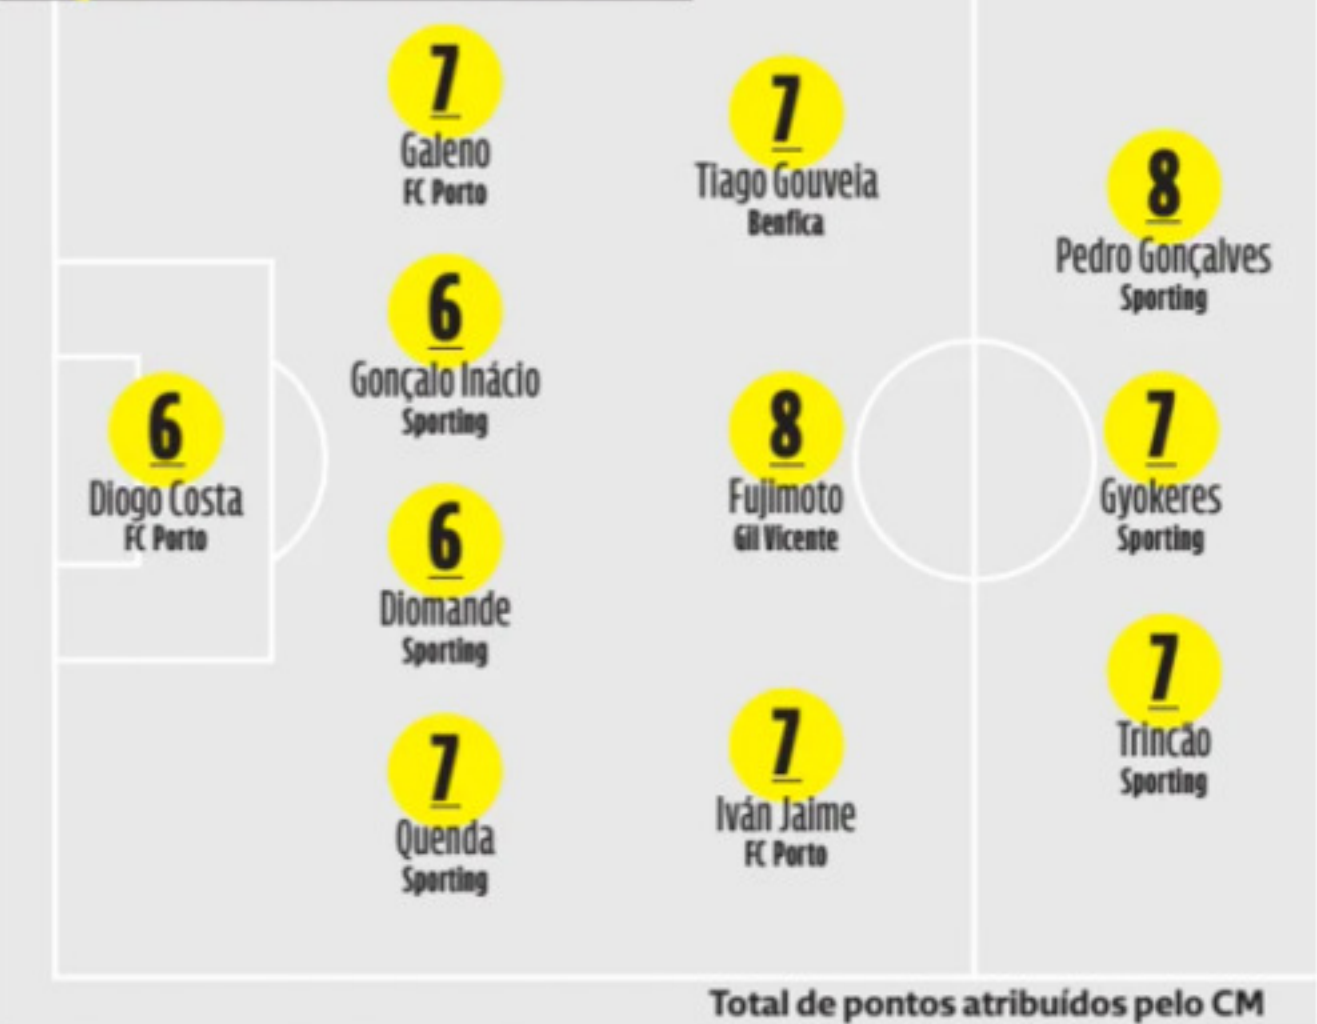 7
Galeno
FC Porto
7
Tiago Gouveia
Benfica
8
Pedro Gonçalves
Sporting
6
Gonçalo Inácio
Sporting
6
Diogo Costa
FC Porto
8
Fujimoto
Gil Vicente
7
Gyokeres
Sporting
6
Diomande
Sporting
7
Trincão
Sporting
7
Quenda
Sporting
7
Iván Jaime
FC Porto
Total de pontos atribuídos pelo CM